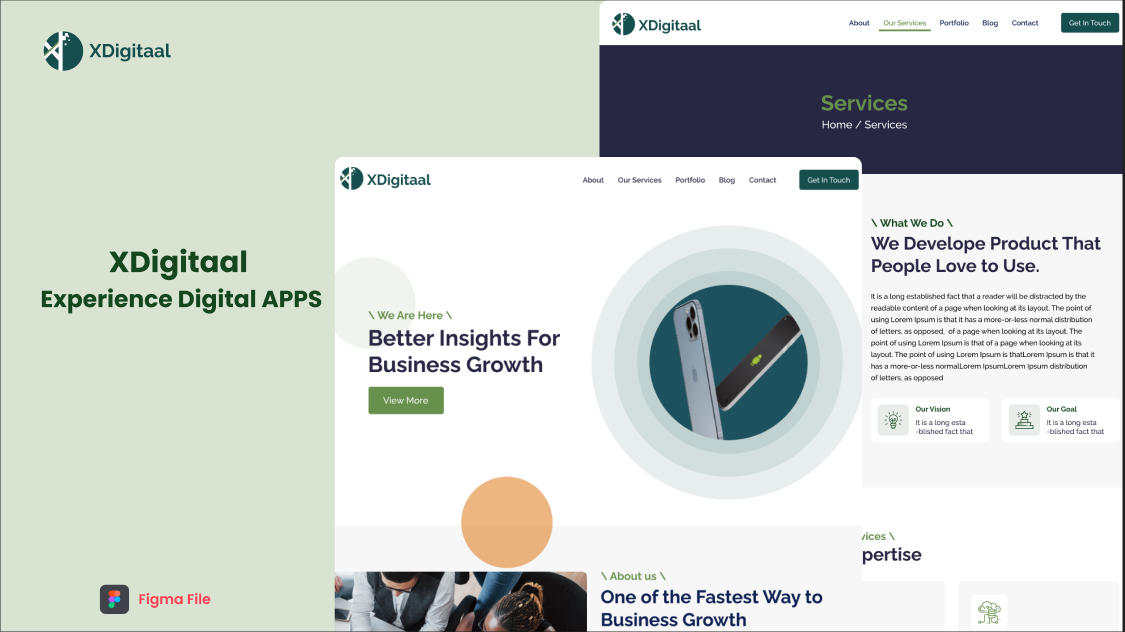 XDigitaal
XDigitaal
Experience Digital APPS
Figma File
XDigitaal
About Our Services Portfolio Blog Contact Get In Touch
Services
Home / Services
XDigitaal
About Our Services Portfolio Blog Contact Get In Touch
\ We Are Here \
Better Insights For
Business Growth
View More
\ About us \
One of the Fastest Way to
Business Growth
\ What We Do \
We Develope Product That
People Love to Use.
It is a long established fact that a reader will be distracted by the
readable content of a page when looking at its layout. The point of
using Lorem Ipsum is that it has a more-or-less normal distribution
of letters, as opposed, of a page when looking at its layout. The
point of using Lorem Ipsum is that of a page when looking at its
layout. The point of using Lorem Ipsum is thatLorem Ipsum is that it
has a more-or-less normalLorem IpsumLorem Ipsum distribution
of letters, as opposed
Our Vision
It is a long esta
-blished fact that
Our Goal
It is a long esta
-blished fact that
vices \
pertise